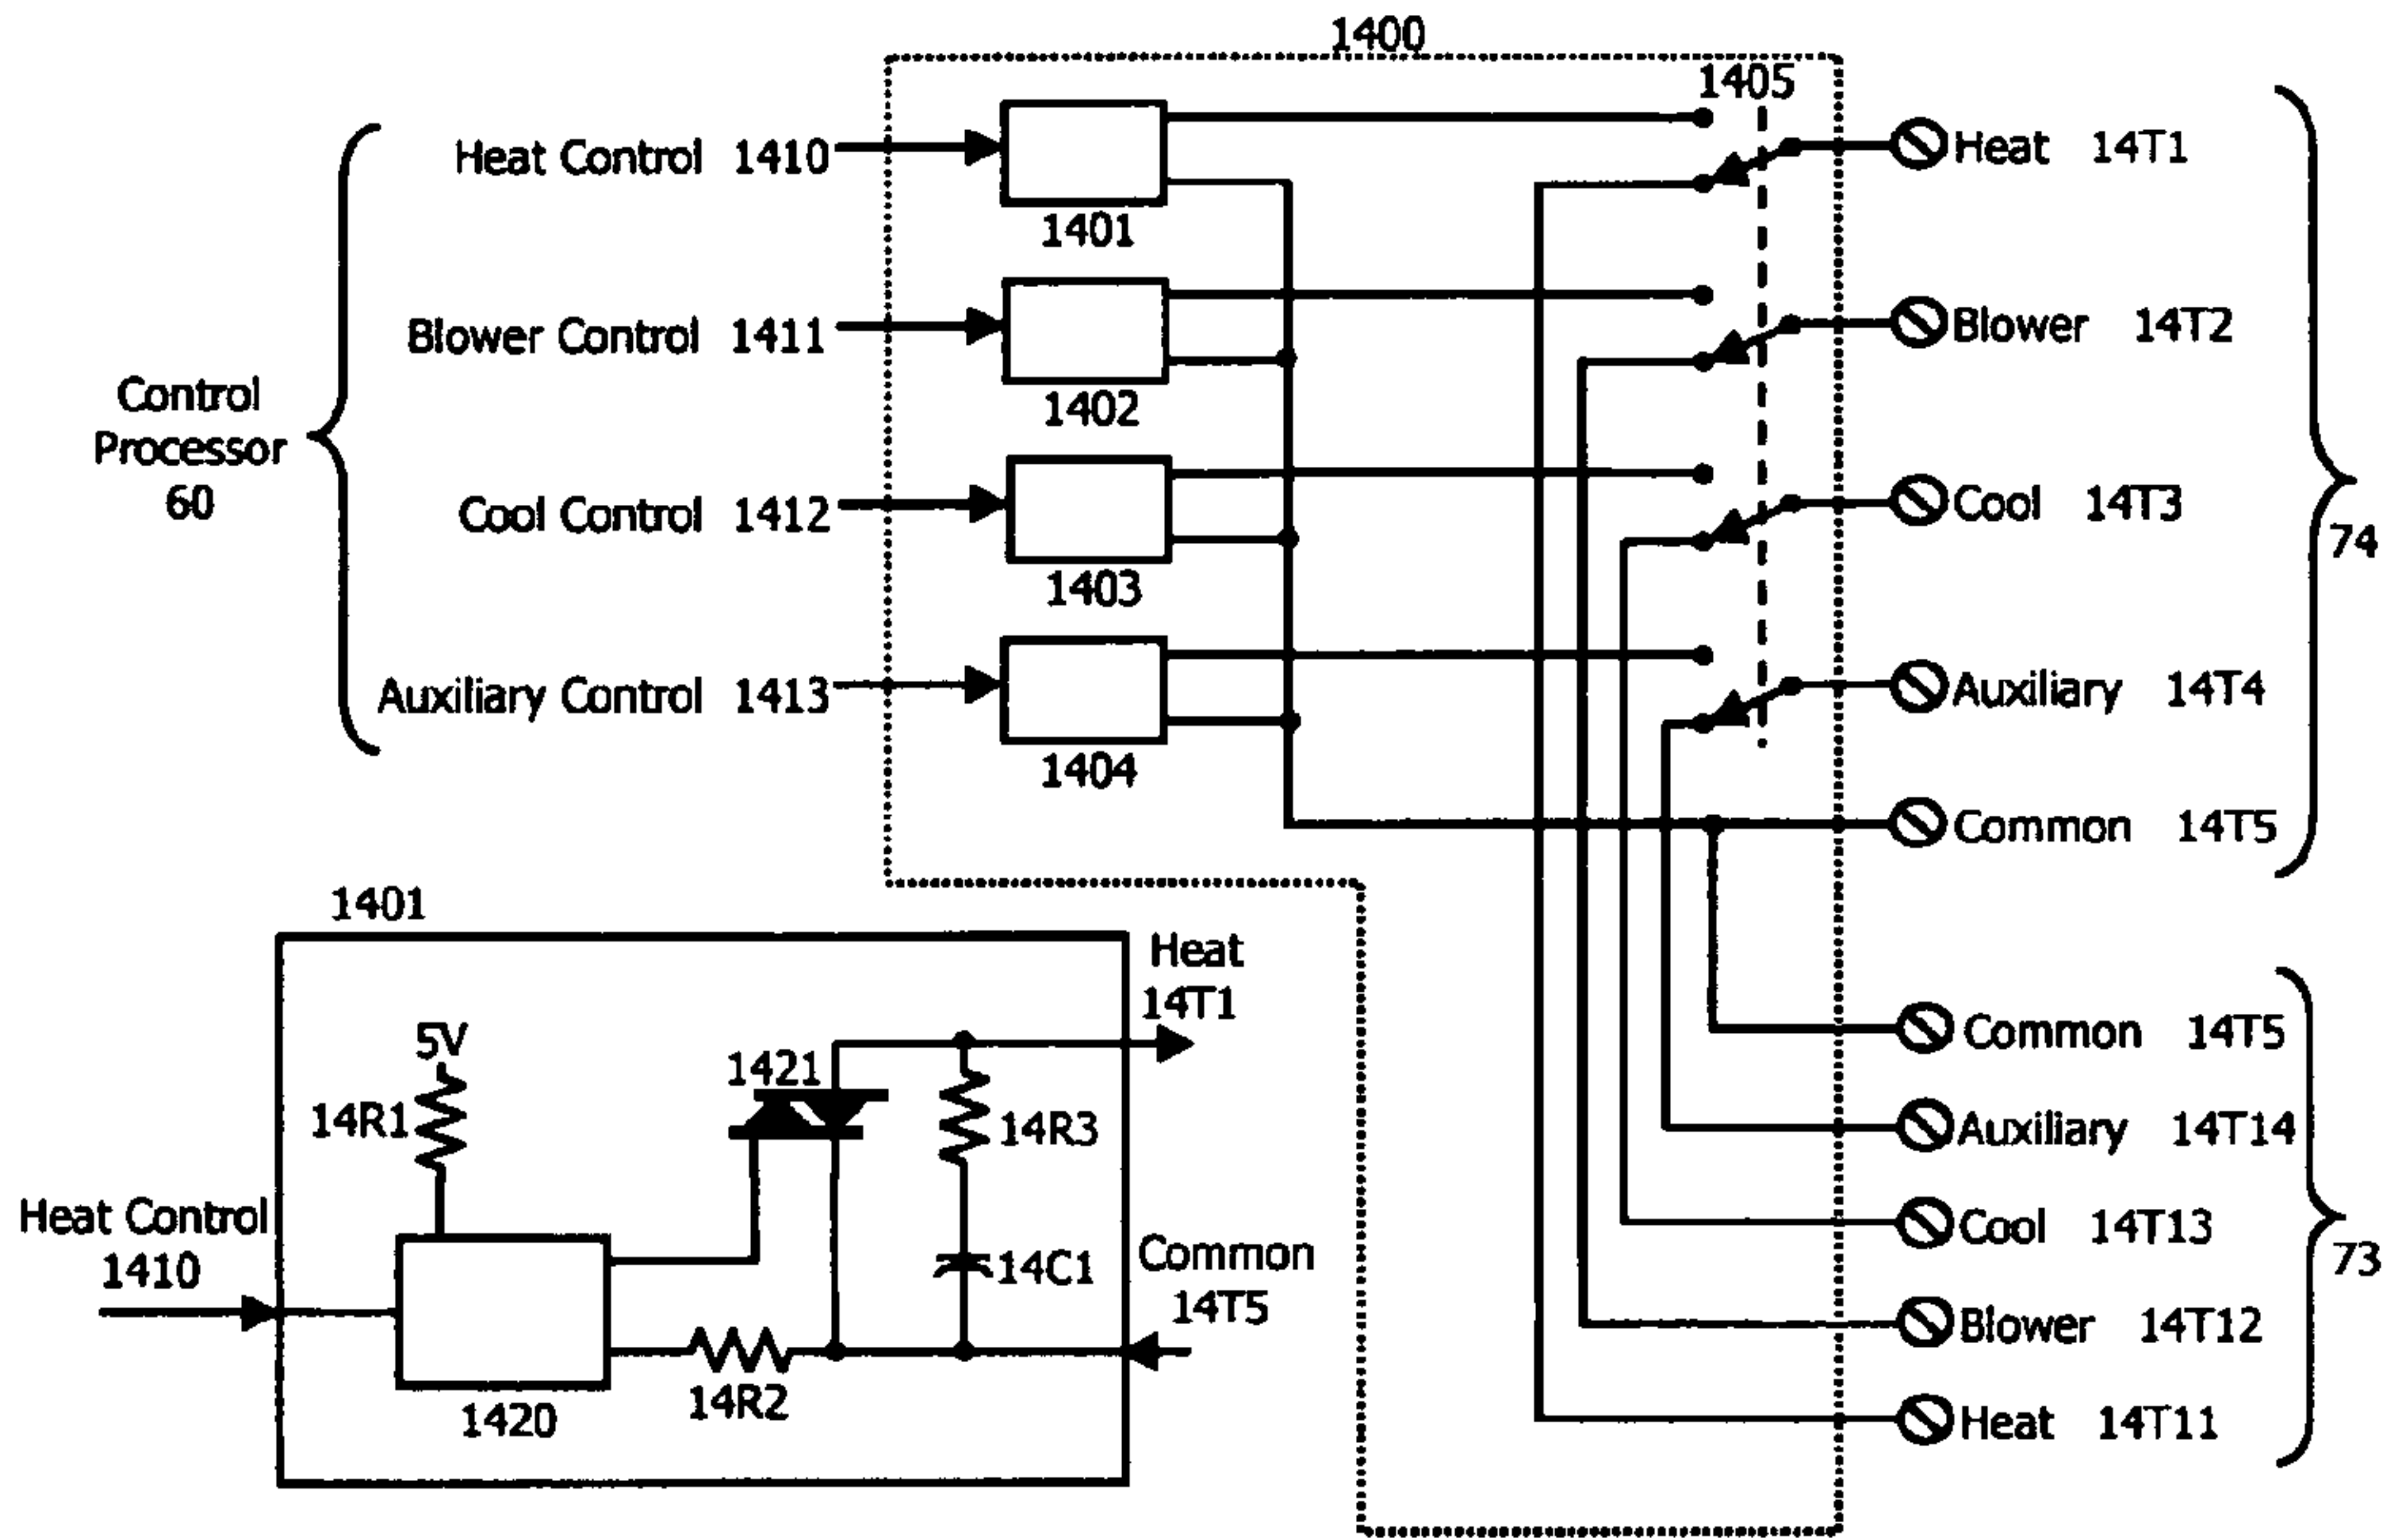 1400
1405
Heat Control 1410
1401
Heat 14T1
Blower Control 1411
1402
Blower 14T2
Control
Processor
60
Cool Control 1412
1403
Cool 14T3
74
Auxiliary Control 1413
1404
Auxiliary 14T4
Common 14T5
1401
Heat
14T1
5V
14R1
1421
14R3
Heat Control
1410
14C1
Common
14T5
1420
14R2
Common 14T5
Auxiliary 14T14
Cool 14T13
73
Blower 14T12
Heat 14T11